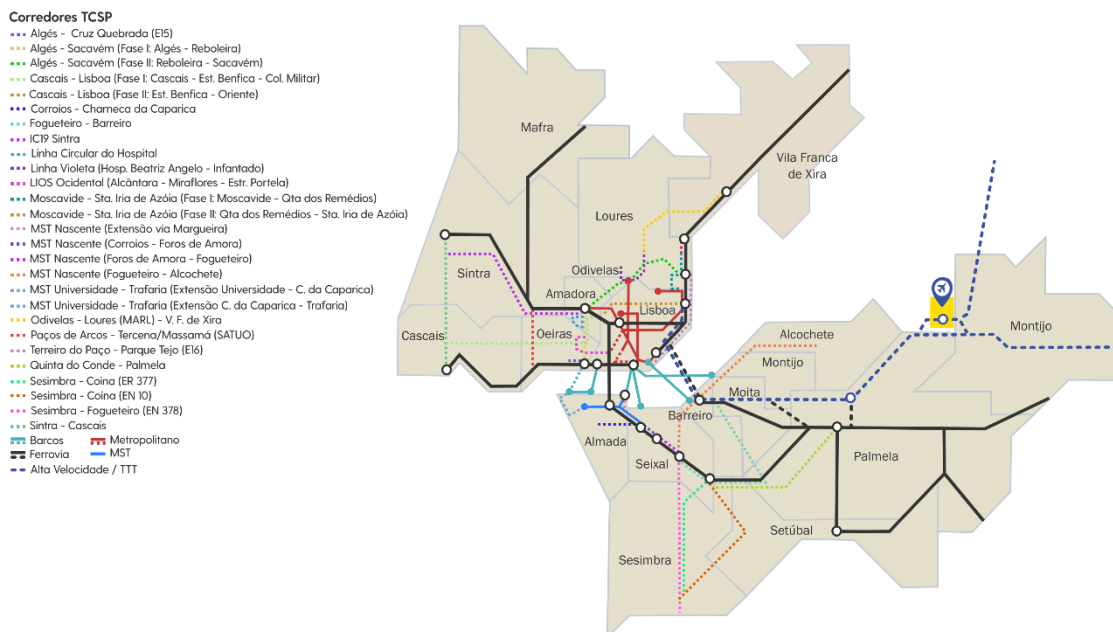 Corredores TCSP
Algés - Cruz Quebrada (E15)
Algés - Sacavém (Fase I: Algés - Reboleira)
Algés - Sacavém (Fase II: Reboleira - Sacavém)
Cascais - Lisboa (Fase I: Cascais - Est. Benfica - Col. Militar)
Cascais - Lisboa (Fase II: Est. Benfica - Oriente)
Corroios - Charneca da Caparica
Fogueteiro - Barreiro
IC19 Sintra
Linha Circular do Hospital
Linha Violeta (Hosp. Beatriz Angelo - Infantado)
LIOS Ocidental (Alcântara - Miraflores - Estr. Portela)
Moscavide - Sta. Iria de Azóia (Fase I: Moscavide - Qta dos Remédios)
Moscavide - Sta. Iria de Azóia (Fase II: Qta dos Remédios - Sta. Iria de Azóia)
MST Nascente (Extensão via Margueira)
MST Nascente (Corroios - Foros de Amora)
MST Nascente (Foros de Amora - Fogueteiro)
MST Nascente (Fogueteiro - Alcochete)
MST Universidade - Trafaria (Extensão Universidade - C. da Caparica)
MST Universidade - Trafaria (Extensão C. da Caparica - Trafaria)
Odivelas - Loures (MARL) - V. F. de Xira
Paços de Arcos - Tercena/Massamá (SATUO)
Terreiro do Paço - Parque Tejo (E16)
Quinta do Conde - Palmela
Sesimbra - Coina (ER 377)
Sesimbra - Coina (EN 10)
Sesimbra - Fogueteiro (EN 378)
Sintra - Cascais
Barcos
Metropolitano
Ferrovia
MST
Alta Velocidade / TTT
Mafra
Vila Franca
de Xira
Loures
Sintra
Odivelas
Amadora
Lisboa
Cascais
Oeiras
Alcochete
Montijo
Montijo
Moita
Barreiro
Almada
Seixal
Palmela
Setúbal
Sesimbra